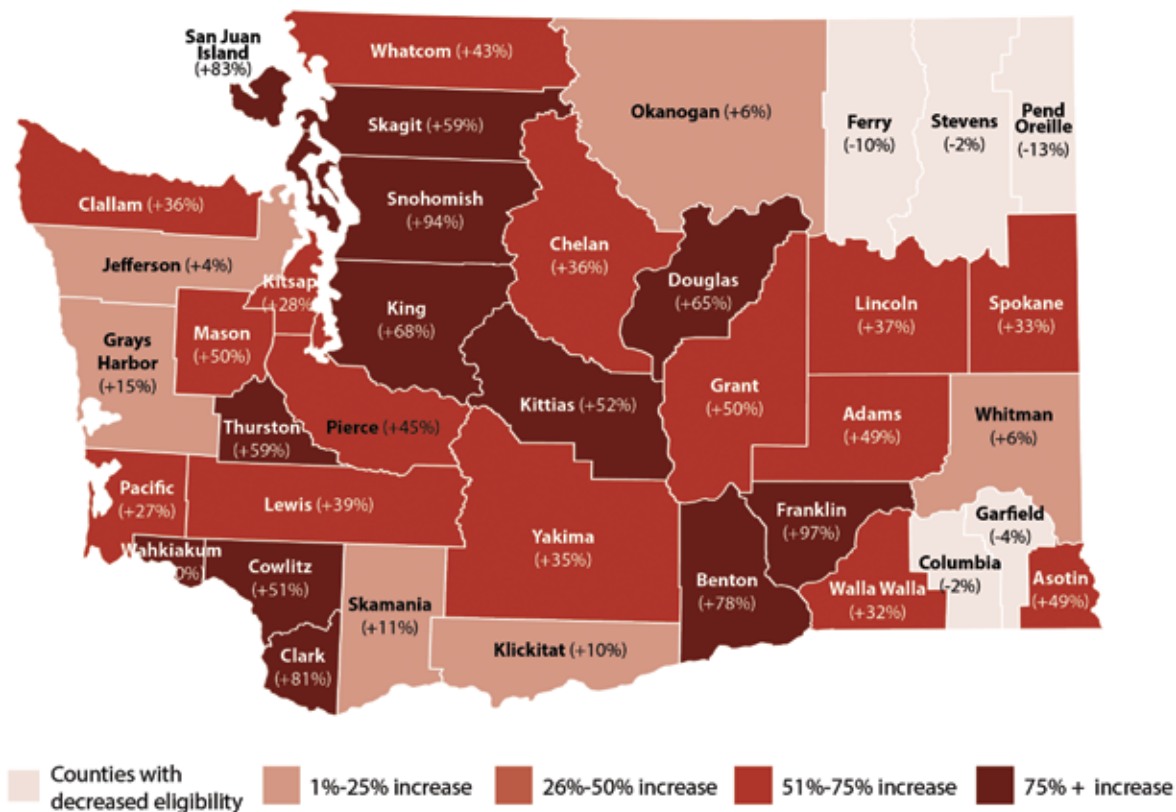 San Juan
Island
(+83%)
Whatcom (+43%)
Skagit (+59%)
Okanogan (+6%)
Ferry
(-10%)
Stevens
(-2%)
Pend
Oreille
(-13%)
Clallam (+36%)
Snohomish
(+94%)
Chelan
(+36%)
Jefferson (+4%)
Kitsap
(+28%)
King
(+68%)
Douglas
(+65%)
Lincoln
(+37%)
Spokane
(+33%)
Mason
(+50%)
Grays
Harbor
(+15%)
Kittias (+52%)
Grant
(+50%)
Adams
(+49%)
Whitman
(+6%)
Thurston
(+59%)
Pierce (+45%)
Pacific
(+27%)
Lewis (+39%)
Yakima
(+35%)
Franklin
(+97%)
Garfield
(-4%)
Wahkiakum
Cowlitz
(+51%)
Benton
(+78%)
Columbia
(-2%)
Walla Walla
(+32%)
Asotin
(+49%)
Skamania
(+11%)
Klickitat (+10%)
Clark
(+81%)
Counties with
decreased eligibility
1%-25% increase
26%-50% increase
51%-75% increase
75% + increase